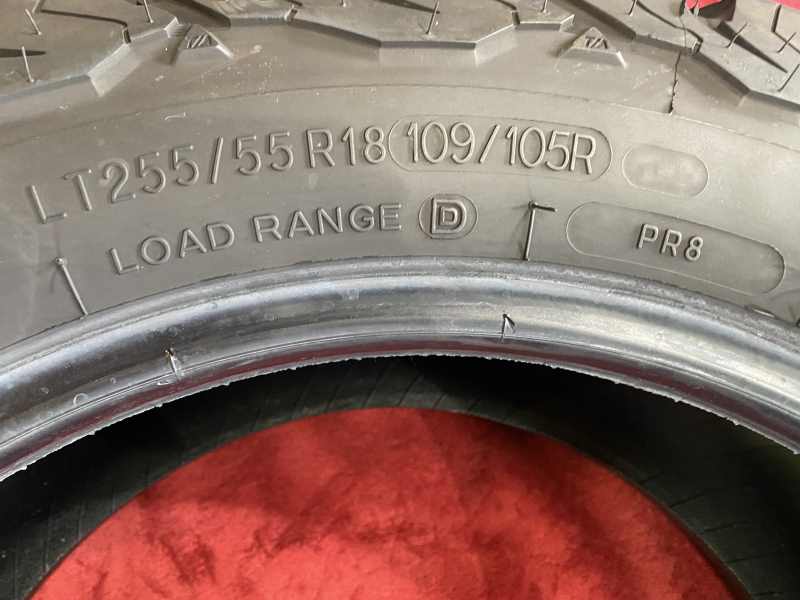 T/A T/A
LT255/55R18 109/105R
LOAD RANGE D
PR8